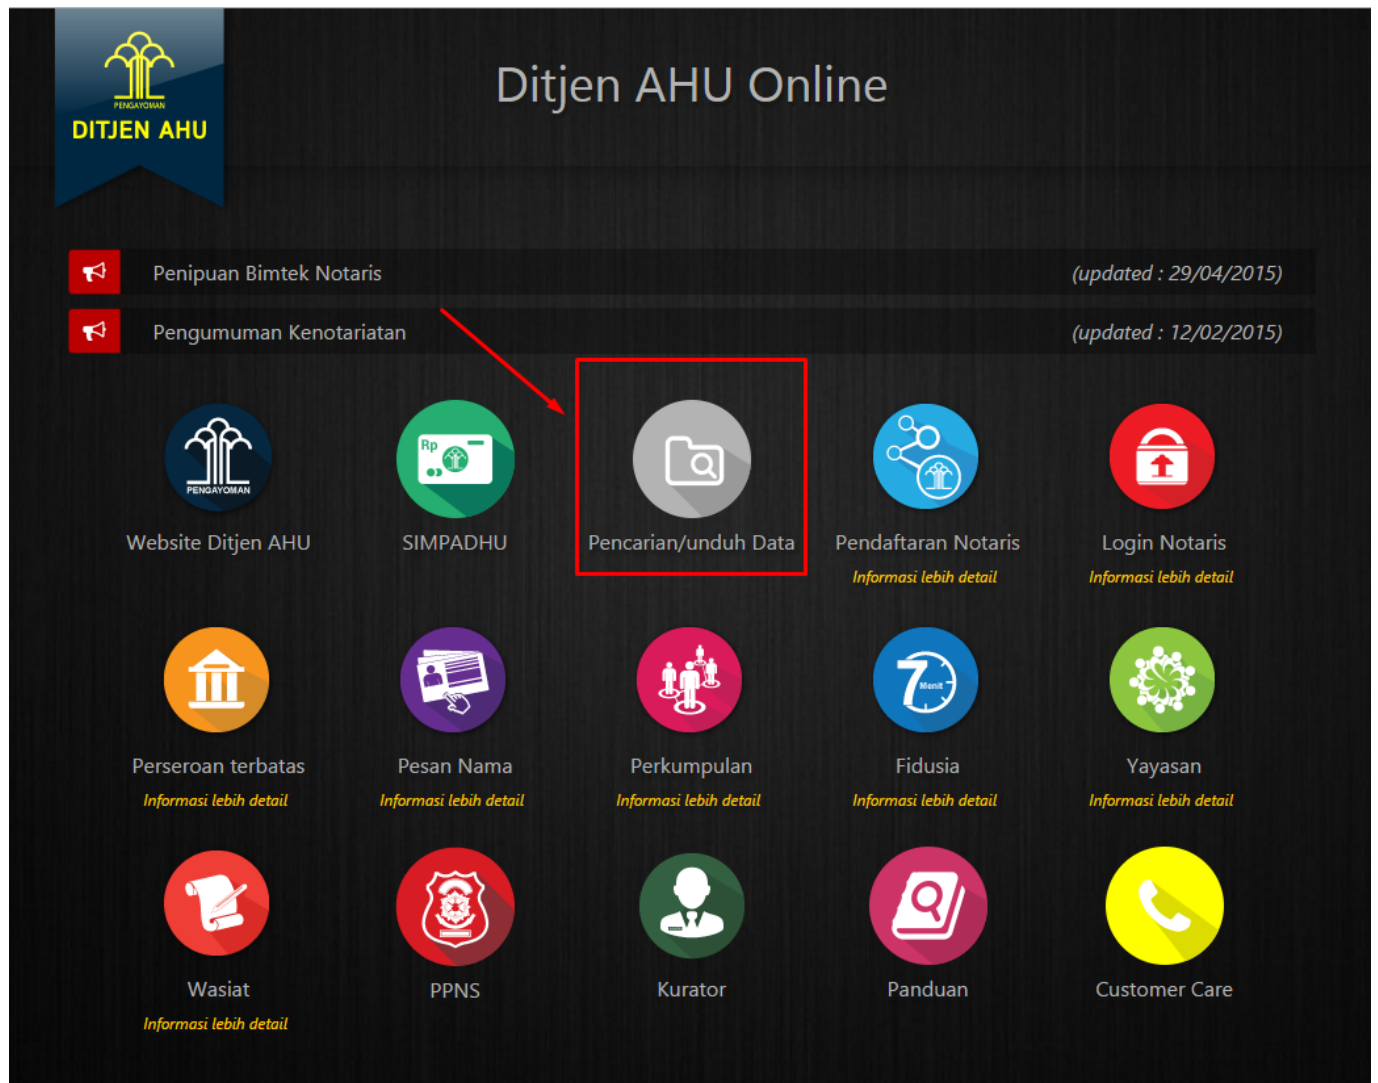 PENGAYOMAN
DITJEN AHU
Ditjen AHU Online
Penipuan Bimtek Notaris (updated : 29/04/2015)
Pengumuman Kenotariatan (updated : 12/02/2015)
PENGAYOMAN
Rp
Website Ditjen AHU
SIMPADHU
Pencarian/unduh Data
Pendaftaran Notaris
Informasi lebih detail
Login Notaris
Informasi lebih detail
7 Menit
Perseroan terbatas
Informasi lebih detail
Pesan Nama
Informasi lebih detail
Perkumpulan
Informasi lebih detail
Fidusia
Informasi lebih detail
Yayasan
Informasi lebih detail
Wasiat
Informasi lebih detail
PPNS
Kurator
Panduan
Customer Care